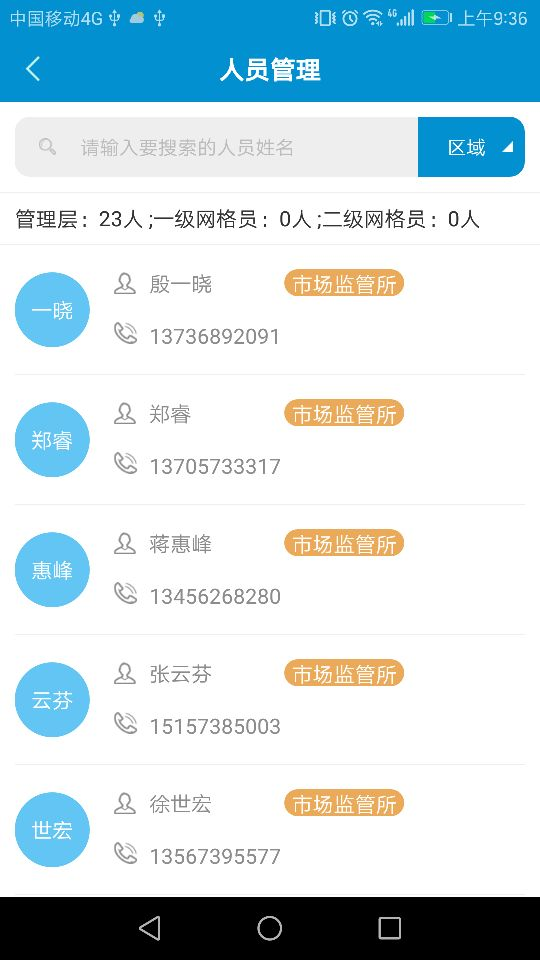 中国移动4G 4G 上午9:36
人员管理
请输入要搜索的人员姓名 区域
管理层：23人;一级网格员：0人;二级网格员：0人
一晓 殷一晓 市场监管所
13736892091
郑睿 郑睿 市场监管所
13705733317
惠峰 蒋惠峰 市场监管所
13456268280
云芬 张云芬 市场监管所
15157385003
世宏 徐世宏 市场监管所
13567395577